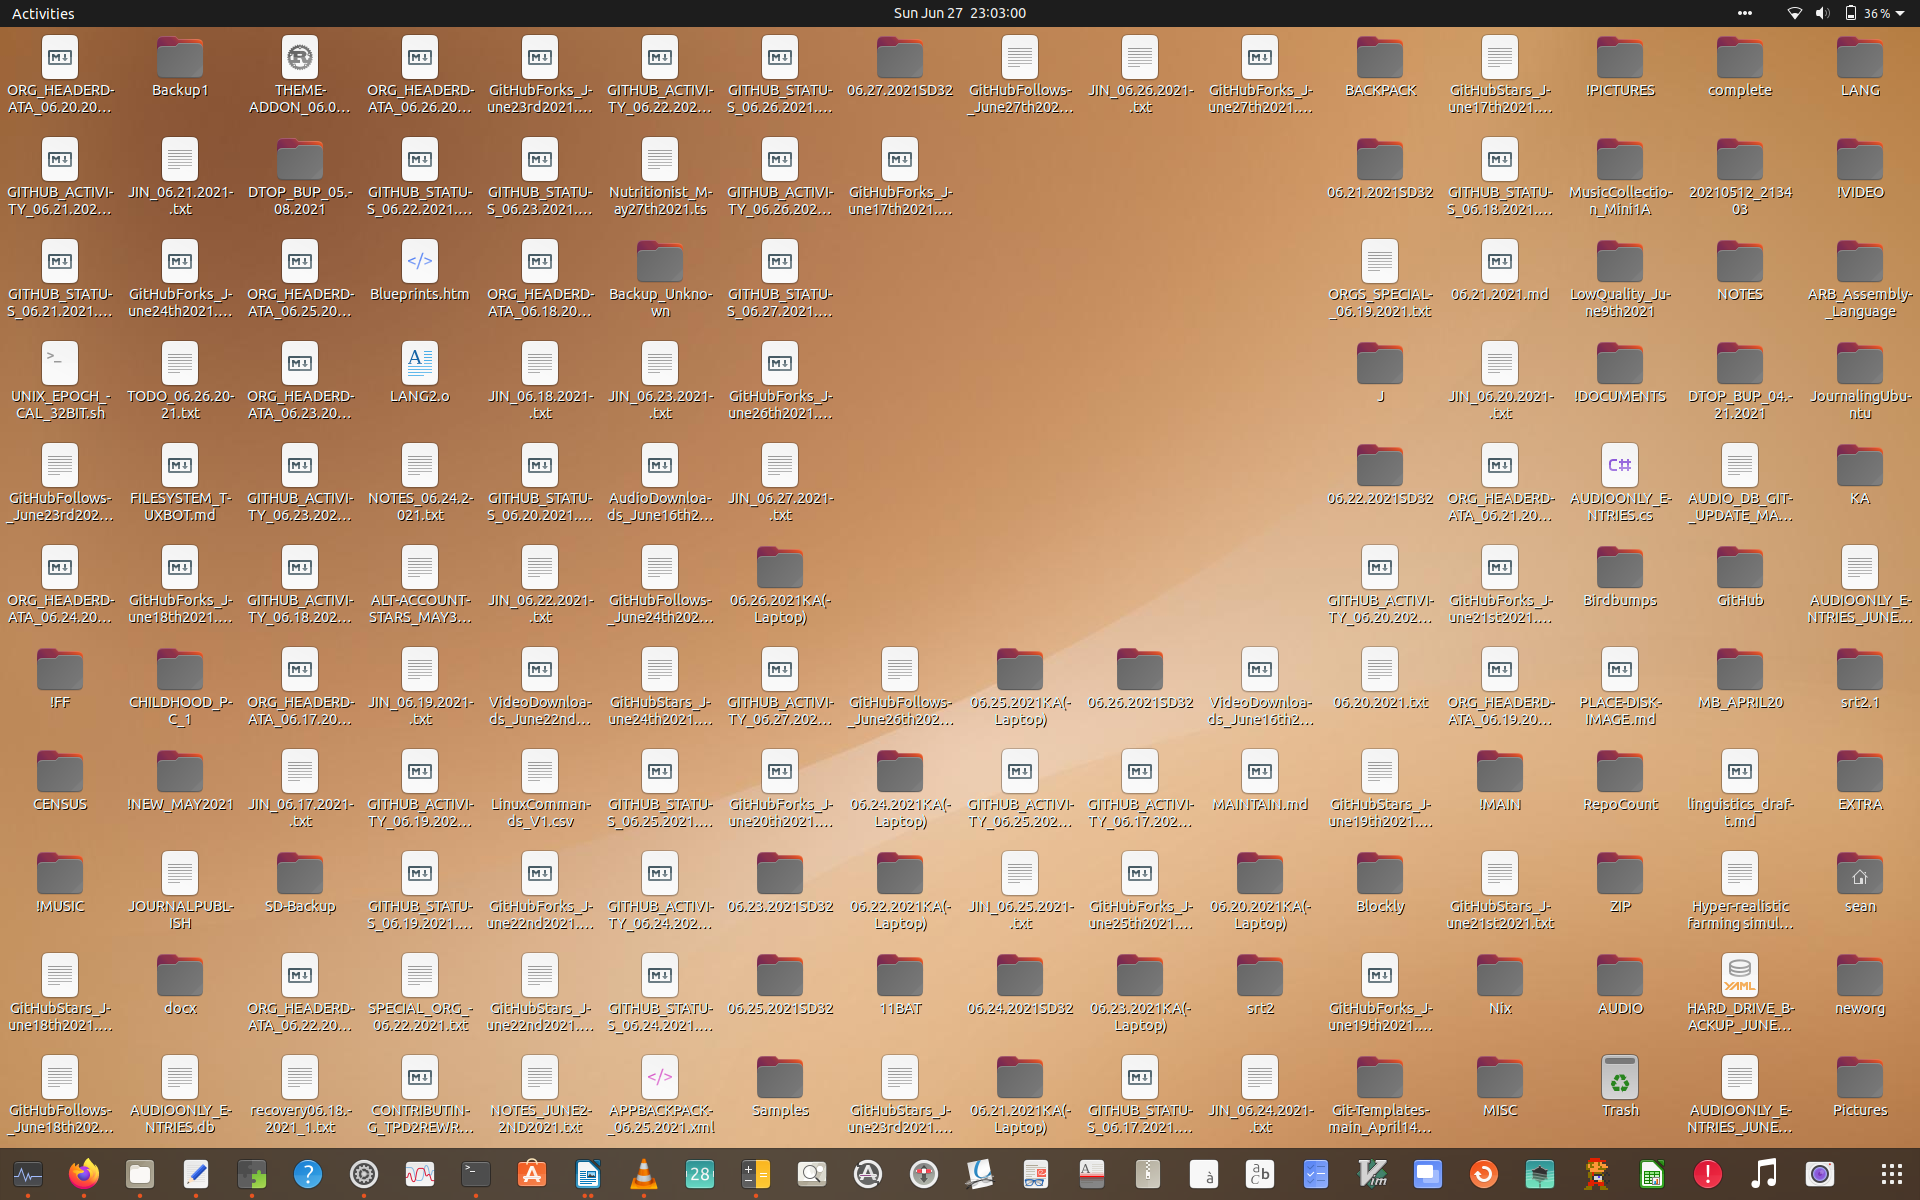 Activities
Sun Jun 27 23:03:00
36 %
ORG_HEADERD-
ATA_06.20.20...
Backup1
THEME-
ADDON_06.0...
ORG_HEADERD-
ATA_06.26.20...
GitHubForks_J-
une23rd2021....
GITHUB_ACTIVI-
TY_06.22.202...
GITHUB_STATU-
S_06.26.2021....
06.27.2021SD32
GitHubFollows-
_June27th202...
JIN_06.26.2021-
.txt
GitHubForks_J-
une27th2021....
BACKPACK
GitHubStars_J-
une17th2021....
!PICTURES
complete
LANG
GITHUB_ACTIVI-
TY_06.21.202...
JIN_06.21.2021-
.txt
DTOP_BUP_05.-
08.2021
GITHUB_STATU-
S_06.22.2021....
GITHUB_STATU-
S_06.23.2021....
Nutritionist_M-
ay27th2021.ts
GITHUB_ACTIVI-
TY_06.26.202...
GitHubForks_J-
une17th2021....
06.21.2021SD32
GITHUB_STATU-
S_06.18.2021....
MusicCollectio-
n_Mini1A
20210512_2134
03
!VIDEO
GITHUB_STATU-
S_06.21.2021....
GitHubForks_J-
une24th2021....
ORG_HEADERD-
ATA_06.25.20...
Blueprints.htm
ORG_HEADERD-
ATA_06.18.20...
Backup_Unkno-
wn
GITHUB_STATU-
S_06.27.2021....
ORGS_SPECIAL-
_06.19.2021.txt
06.21.2021.md
LowQuality_Ju-
ne9th2021
NOTES
ARB_Assembly-
_Language
UNIX_EPOCH_-
CAL_32BIT.sh
TODO_06.26.20-
21.txt
ORG_HEADERD-
ATA_06.23.20...
LANG2.o
JIN_06.18.2021-
.txt
JIN_06.23.2021-
.txt
GitHubForks_J-
une26th2021....
J
JIN_06.20.2021-
.txt
!DOCUMENTS
DTOP_BUP_04.-
21.2021
JournalingUbu-
ntu
GitHubFollows-
_June23rd202...
FILESYSTEM_T-
UXBOT.md
GITHUB_ACTIVI-
TY_06.23.202...
NOTES_06.24.2-
021.txt
GITHUB_STATU-
S_06.20.2021....
AudioDownloa-
ds_June16th2...
JIN_06.27.2021-
.txt
06.22.2021SD32
ORG_HEADERD-
ATA_06.21.20...
AUDIOONLY_E-
NTRIES.cs
AUDIO_DB_GIT-
_UPDATE_MA...
KA
ORG_HEADERD-
ATA_06.24.20...
GitHubForks_J-
une18th2021....
GITHUB_ACTIVI-
TY_06.18.202...
ALT-ACCOUNT-
STARS_MAY3...
JIN_06.22.2021-
.txt
GitHubFollows-
_June24th202...
06.26.2021KA(-
Laptop)
GITHUB_ACTIVI-
TY_06.20.202...
GitHubForks_J-
une21st2021....
Birdbumps
GitHub
AUDIOONLY_E-
NTRIES_JUNE...
!FF
CHILDHOOD_P-
C_1
ORG_HEADERD-
ATA_06.17.20...
JIN_06.19.2021-
.txt
VideoDownloa-
ds_June22nd...
GitHubStars_J-
une24th2021....
GITHUB_ACTIVI-
TY_06.27.202...
GitHubFollows-
_June26th202...
06.25.2021KA(-
Laptop)
06.26.2021SD32
VideoDownloa-
ds_June16th2...
06.20.2021.txt
ORG_HEADERD-
ATA_06.19.20...
PLACE-DISK-
IMAGE.md
MB_APRIL20
srt2.1
CENSUS
!NEW_MAY2021
JIN_06.17.2021-
.txt
GITHUB_ACTIVI-
TY_06.19.202...
LinuxComman-
ds_V1.csv
GITHUB_STATU-
S_06.25.2021....
GitHubForks_J-
une20th2021....
06.24.2021KA(-
Laptop)
GITHUB_ACTIVI-
TY_06.25.202...
GITHUB_ACTIVI-
TY_06.17.202...
MAINTAIN.md
GitHubStars_J-
une19th2021....
!MAIN
RepoCount
linguistics_draf-
t.md
EXTRA
!MUSIC
JOURNALPUBL-
ISH
SD-Backup
GITHUB_STATU-
S_06.19.2021....
GitHubForks_J-
une22nd2021....
GITHUB_ACTIVI-
TY_06.24.202...
06.23.2021SD32
06.22.2021KA(-
Laptop)
JIN_06.25.2021-
.txt
GitHubForks_J-
une25th2021....
06.20.2021KA(-
Laptop)
Blockly
GitHubStars_J-
une21st2021.txt
ZIP
Hyper-realistic
farming simul...
sean
GitHubStars_J-
une18th2021....
docx
ORG_HEADERD-
ATA_06.22.20...
SPECIAL_ORG_-
06.22.2021.txt
GitHubStars_J-
une22nd2021....
GITHUB_STATU-
S_06.24.2021....
06.25.2021SD32
11BAT
06.24.2021SD32
06.23.2021KA(-
Laptop)
srt2
GitHubForks_J-
une19th2021....
Nix
AUDIO
HARD_DRIVE_B-
ACKUP_JUNE...
neworg
GitHubFollows-
_June18th202...
AUDIOONLY_E-
NTRIES.db
recovery06.18.-
2021_1.txt
CONTRIBUTIN-
G_TPD2REWR...
NOTES_JUNE2-
2ND2021.txt
APPBACKPACK-
_06.25.2021.xml
Samples
GitHubStars_J-
une23rd2021....
06.21.2021KA(-
Laptop)
GITHUB_STATU-
S_06.17.2021....
JIN_06.24.2021-
.txt
Git-Templates-
main_April14...
MISC
Trash
AUDIOONLY_E-
NTRIES_JUNE...
Pictures
28